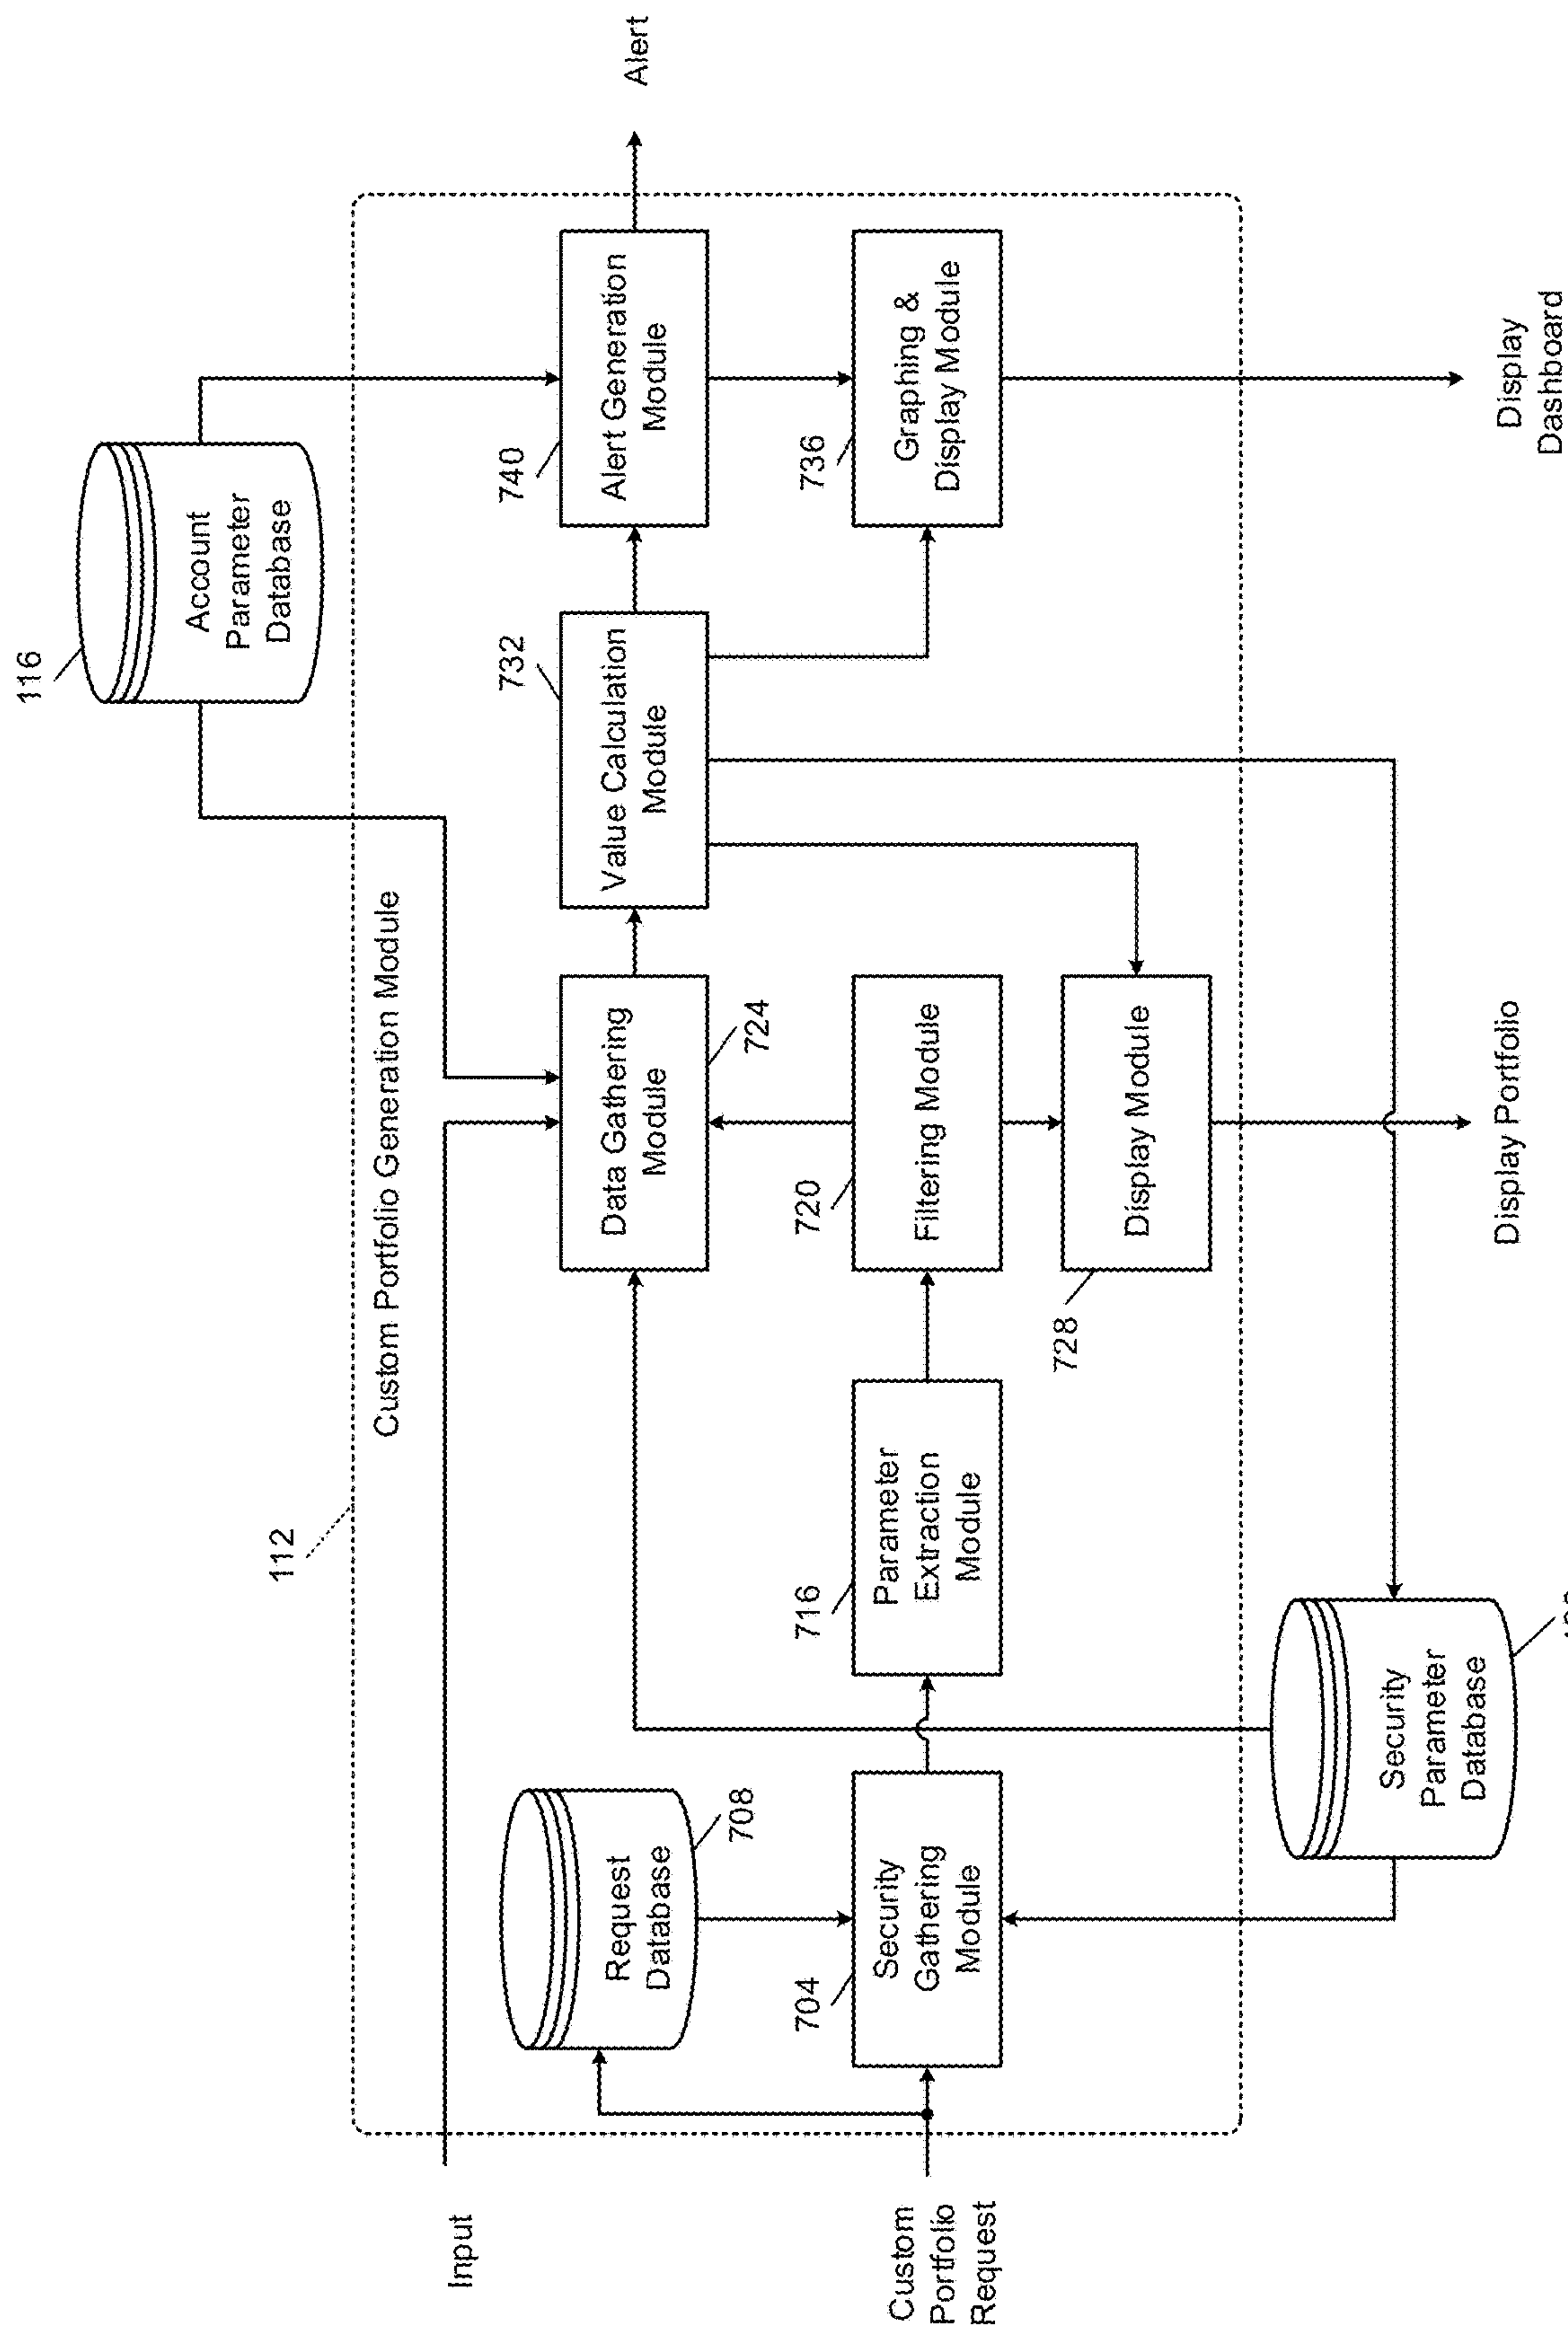 116
Account
Parameter
Database
112
Custom Portfolio Generation Module
Input
Request
Database
708
Data Gathering
Module
724
732
Value Calculation
Module
740
Alert Generation
Module
Alert
Custom
Portfolio
Request
704
Security
Gathering
Module
716
Parameter
Extraction
Module
720
Filtering Module
728
Display Module
736
Graphing &
Display Module
Security
Parameter
Database
Display Portfolio
Display
Dashboard